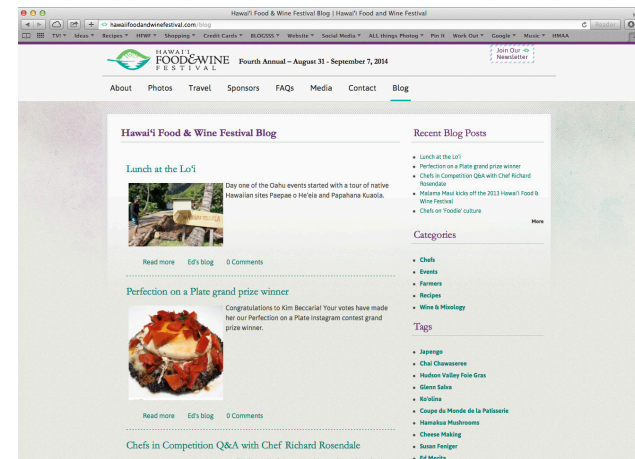 Hawai'i Food & Wine Festival Blog | Hawai'i Food and Wine Festival
hawaiifoodandwinefestival.com/blog
Reader
TV! Ideas Recipes HFWF Shopping Credit Cards BLOGSSS Website Social Media ALL things Photog Pin It Work Out Google Music HMAA
HAWAI'I
FOOD&WINE
FESTIVAL
Fourth Annual – August 31 - September 7, 2014
Join Our
Newsletter
About Photos Travel Sponsors FAQs Media Contact Blog
Hawai'i Food & Wine Festival Blog
Lunch at the Lo'i
Day one of the Oahu events started with a tour of native
Hawaiian sites Paepae o He'eia and Papahana Kuaola.
Read more Ed's blog 0 Comments
Perfection on a Plate grand prize winner
Congratulations to Kim Beccaria! Your votes have made
her our Perfection on a Plate Instagram contest grand
prize winner.
Read more Ed's blog 0 Comments
Chefs in Competition Q&A with Chef Richard Rosendale
Recent Blog Posts
Lunch at the Lo'i
Perfection on a Plate grand prize winner
Chefs in Competition Q&A with Chef Richard
Rosendale
Malama Maui kicks off the 2013 Hawai'i Food &
Wine Festival
Chefs on 'Foodie' culture
More
Categories
Chefs
Events
Farmers
Recipes
Wine & Mixology
Tags
Japengo
Chai Chawaseree
Hudson Valley Foie Gras
Glenn Salva
Ko'olina
Coupe du Monde de la Patisserie
Hamakua Mushrooms
Cheese Making
Susan Feniger
Ed Morita